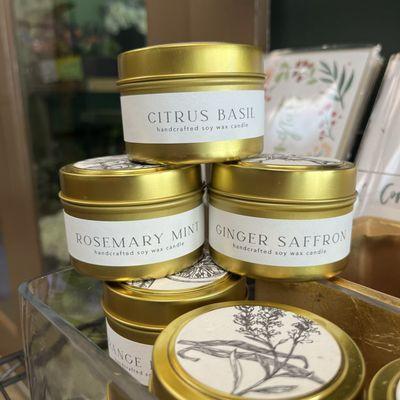 CITRUS BASIL
handcrafted soy wax candle
ROSEMARY MINT
handcrafted soy wax candle
GINGER SAFFRON
handcrafted soy wax candle